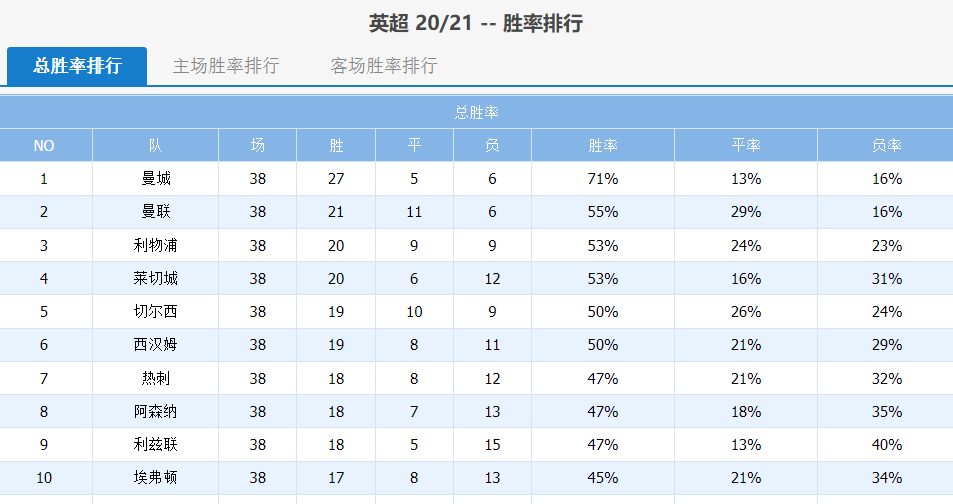 英超 20/21 -- 胜率排行
总胜率排行 主场胜率排行 客场胜率排行
总胜率
NO 队 场 胜 平 负 胜率 平率 负率
1 曼城 38 27 5 6 71% 13% 16%
2 曼联 38 21 11 6 55% 29% 16%
3 利物浦 38 20 9 9 53% 24% 23%
4 莱切城 38 20 6 12 53% 16% 31%
5 切尔西 38 19 10 9 50% 26% 24%
6 西汉姆 38 19 8 11 50% 21% 29%
7 热刺 38 18 8 12 47% 21% 32%
8 阿森纳 38 18 7 13 47% 18% 35%
9 利兹联 38 18 5 15 47% 13% 40%
10 埃弗顿 38 17 8 13 45% 21% 34%